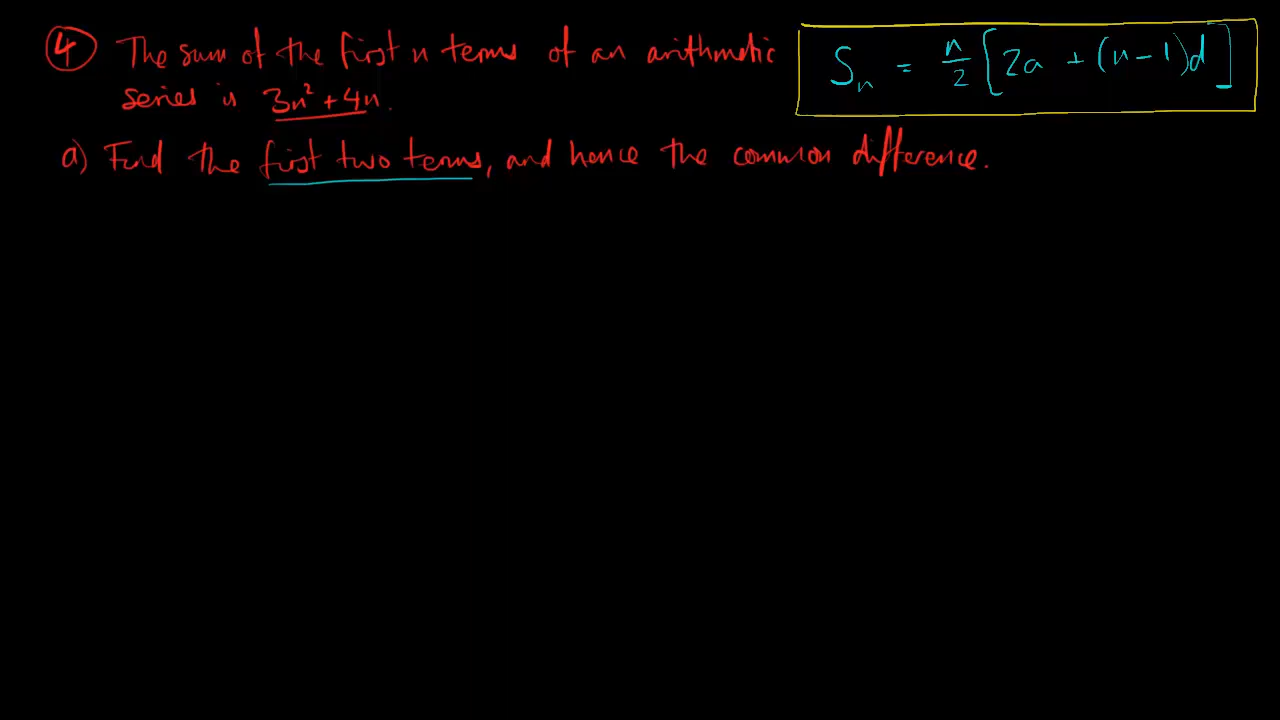 ④ The sum of the first n terms of an arithmetic
series is 3n² + 4n.
Sₙ = n/2 [2a + (n-1)d]
a) Find the first two terms, and hence the common difference.